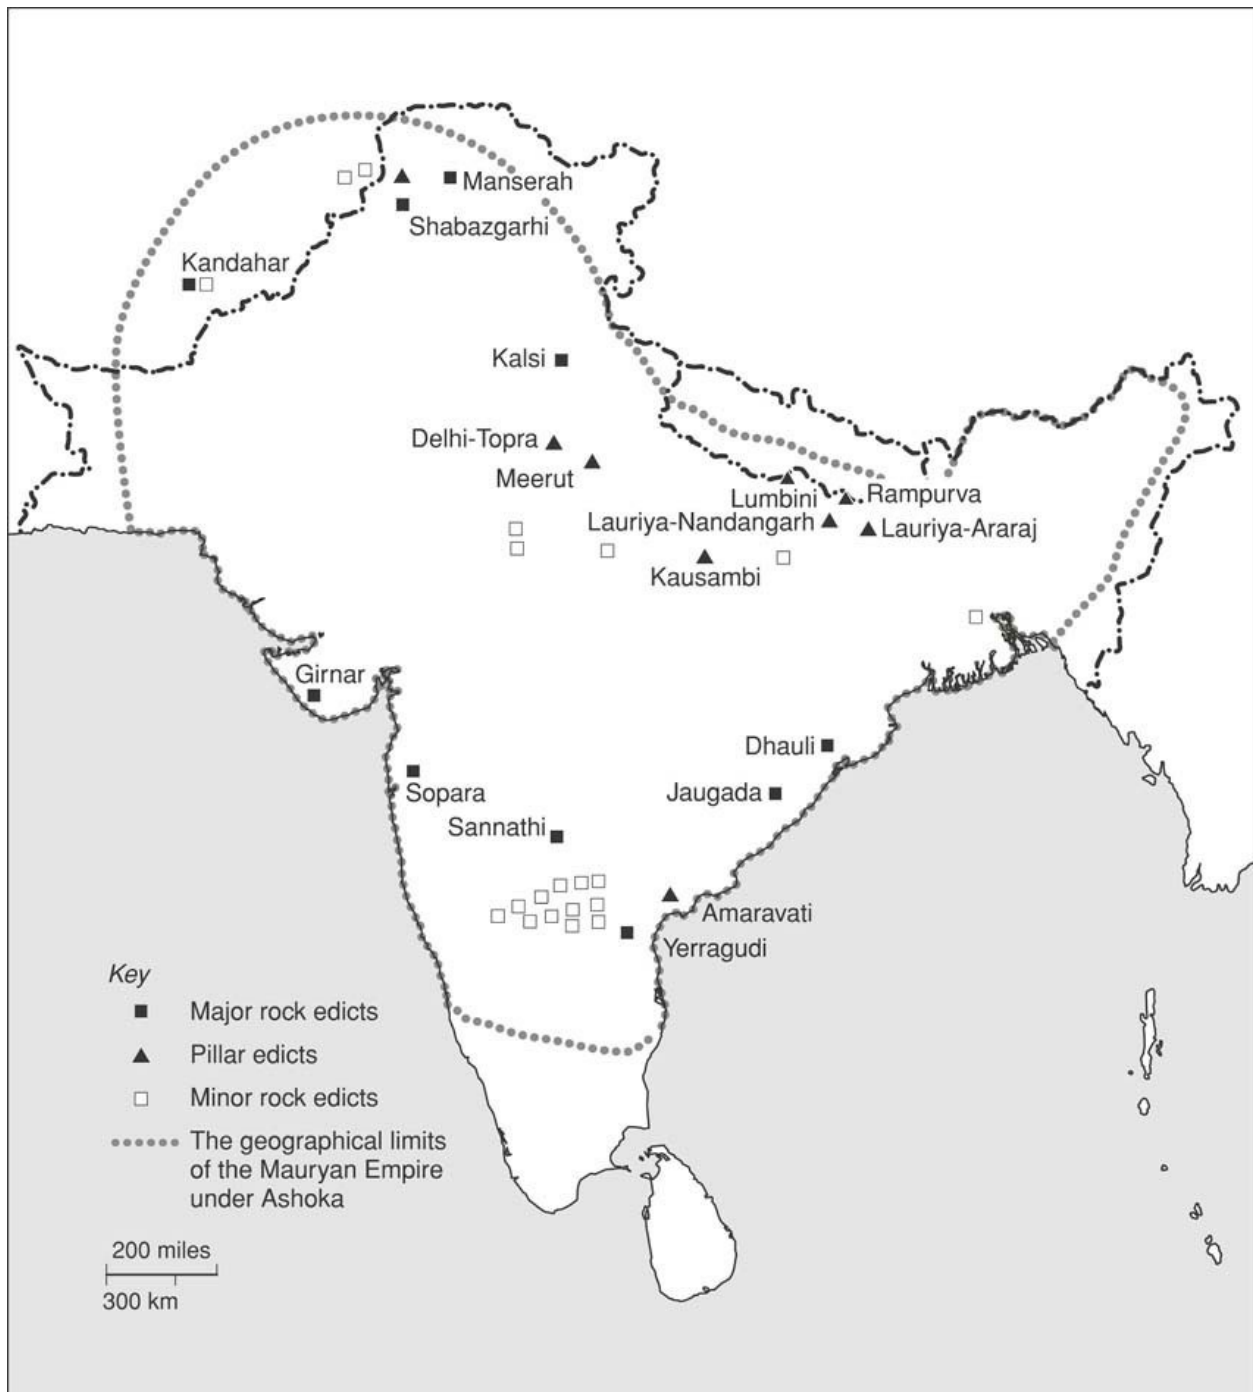 Manserah
Shabazgarhi
Kandahar
Kalsi
Delhi-Topra
Meerut
Lumbini
Rampurva
Lauriya-Nandangarh
Lauriya-Araraj
Kausambi
Girnar
Dhauli
Sopara
Jaugada
Sannathi
Amaravati
Yerragudi
Key
Major rock edicts
Pillar edicts
Minor rock edicts
The geographical limits
of the Mauryan Empire
under Ashoka
200 miles
300 km